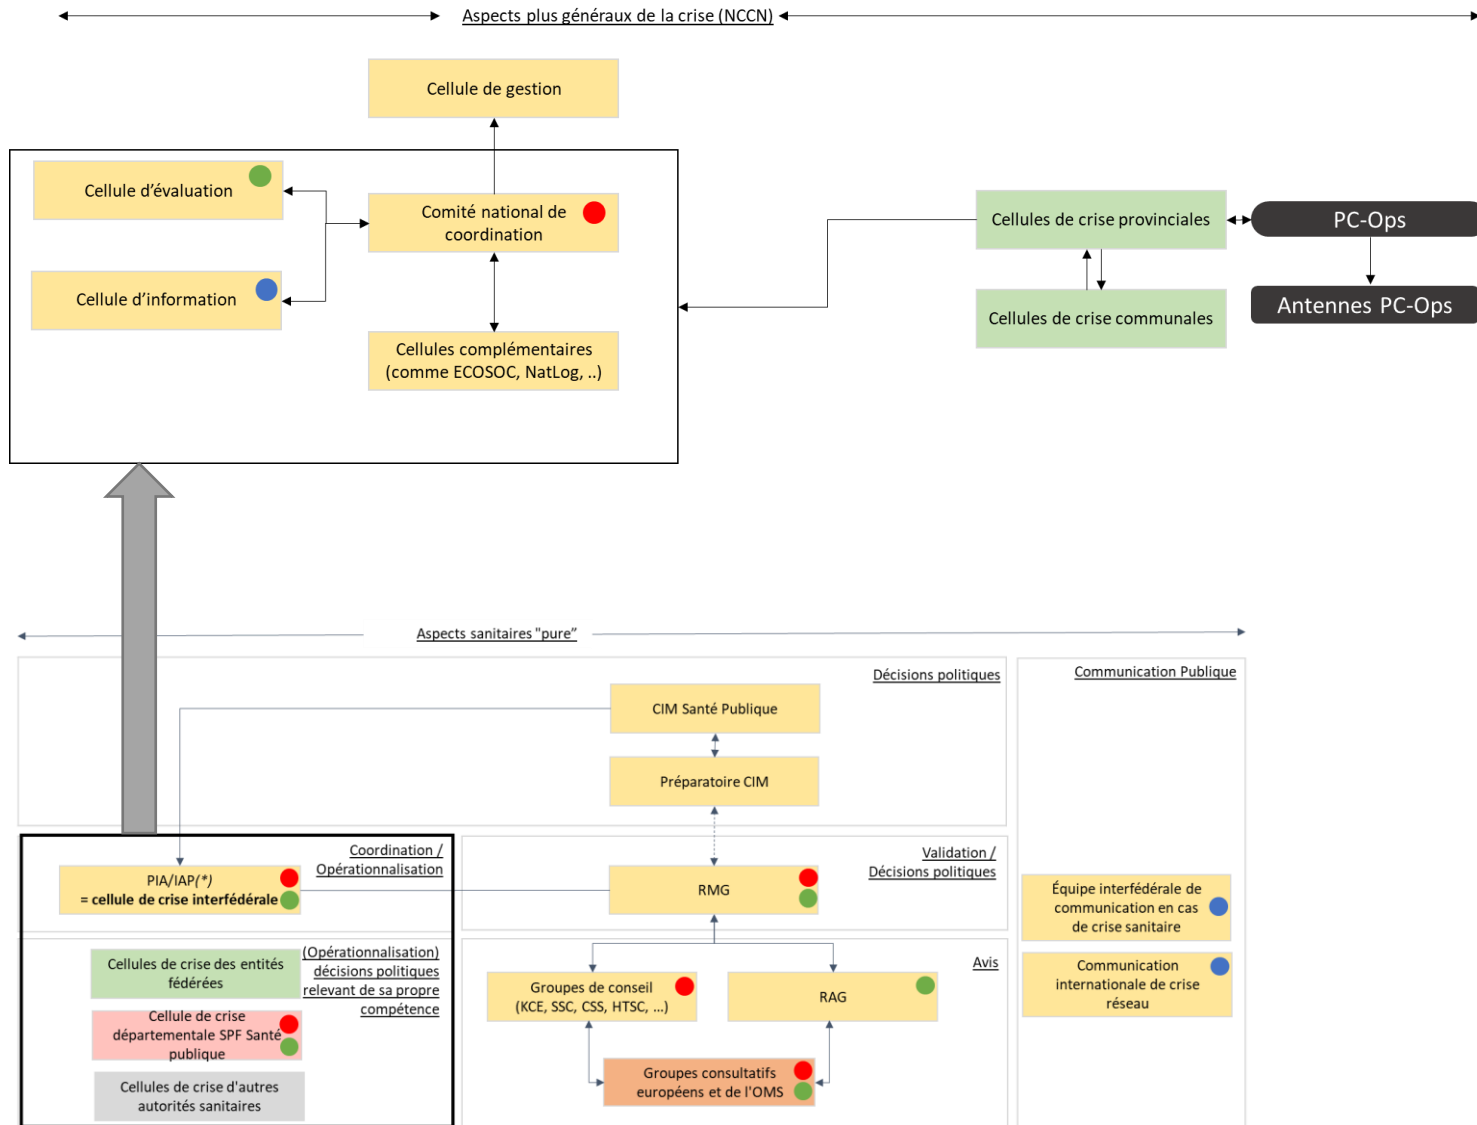 Aspects plus généraux de la crise (NCCN)
Cellule de gestion
Cellule d’évaluation
Comité national de
coordination
Cellule d’information
Cellules complémentaires
(comme ECOSOC, NatLog, ..)
Cellules de crise provinciales
PC-Ops
Cellules de crise communales
Antennes PC-Ops
Aspects sanitaires "pure”
Décisions politiques
CIM Santé Publique
Préparatoire CIM
Communication Publique
Coordination /
Opérationnalisation
PIA/IAP(*)
= cellule de crise interfédérale
Validation /
Décisions politiques
RMG
Équipe interfédérale de
communication en cas
de crise sanitaire
Communication
internationale de crise
réseau
(Opérationnalisation)
décisions politiques
relevant de sa propre
compétence
Cellules de crise des entités
fédérées
Cellule de crise
départementale SPF Santé
publique
Cellules de crise d'autres
autorités sanitaires
Avis
Groupes de conseil
(KCE, SSC, CSS, HTSC, ...)
RAG
Groupes consultatifs
européens et de l'OMS